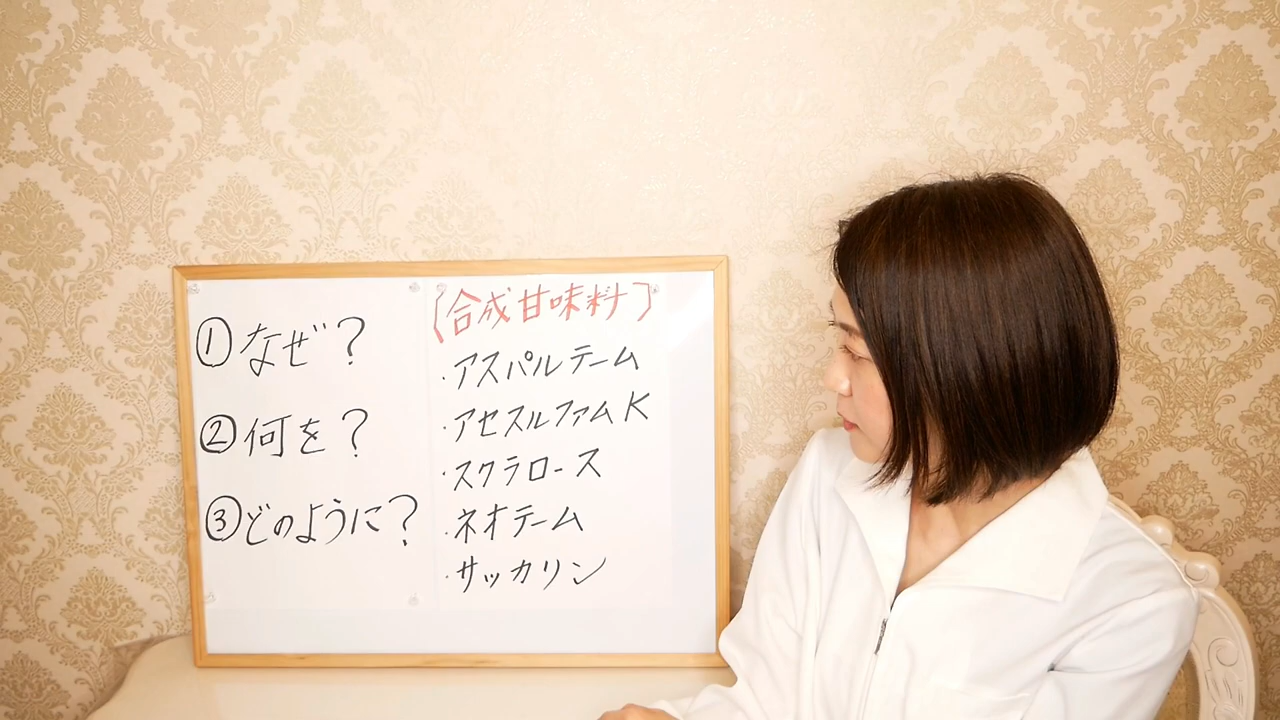 ① なぜ?
② 何を?
③ どのように?
[合成甘味料]
・アスパルテーム
・アセスルファムK
・スクラロース
・ネオテーム
・サッカリン